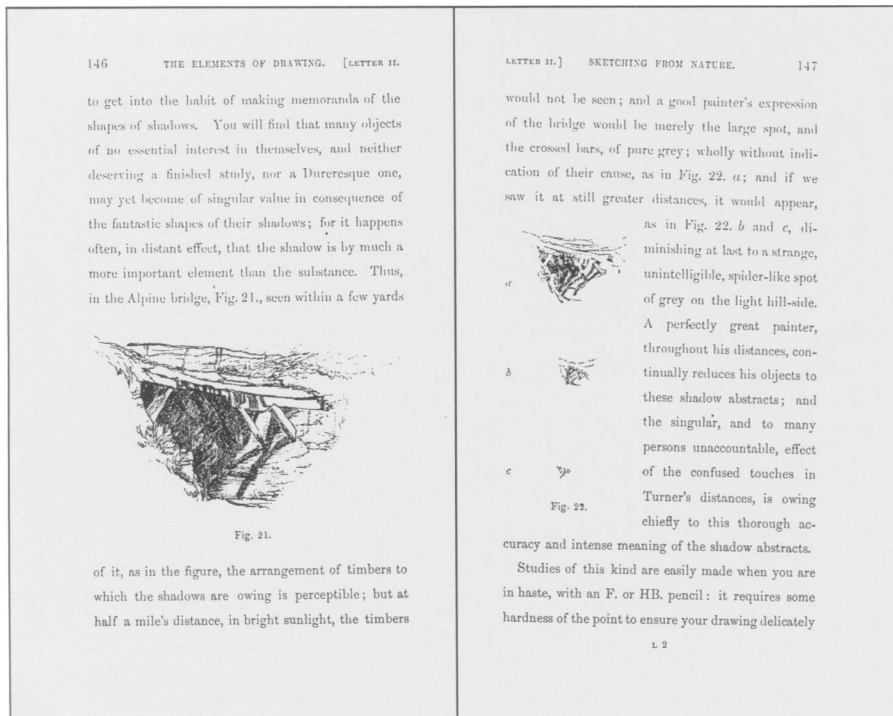 146 THE ELEMENTS OF DRAWING. [LETTER II.
to get into the habit of making memoranda of the
shapes of shadows. You will find that many objects
of no essential interest in themselves, and neither
deserving a finished study, nor a Dureresque one,
may yet become of singular value in consequence of
the fantastic shapes of their shadows; for it happens
often, in distant effect, that the shadow is by much a
more important element than the substance. Thus,
in the Alpine bridge, Fig. 21., seen within a few yards
Fig. 21.
of it, as in the figure, the arrangement of timbers to
which the shadows are owing is perceptible; but at
half a mile's distance, in bright sunlight, the timbers
LETTER II.] SKETCHING FROM NATURE. 147
would not be seen; and a good painter's expression
of the bridge would be merely the large spot, and
the crossed bars, of pure grey; wholly without indi-
cation of their cause, as in Fig. 22. a; and if we
saw it at still greater distances, it would appear,
as in Fig. 22. b and c, di-
minishing at last to a strange,
unintelligible, spider-like spot
of grey on the light hill-side.
A perfectly great painter,
throughout his distances, con-
tinually reduces his objects to
these shadow abstracts; and
the singular, and to many
persons unaccountable, effect
of the confused touches in
Turner's distances, is owing
chiefly to this thorough ac-
a
b
c
Fig. 22.
curacy and intense meaning of the shadow abstracts.
Studies of this kind are easily made when you are
in haste, with an F. or HB. pencil: it requires some
hardness of the point to ensure your drawing delicately
L 2